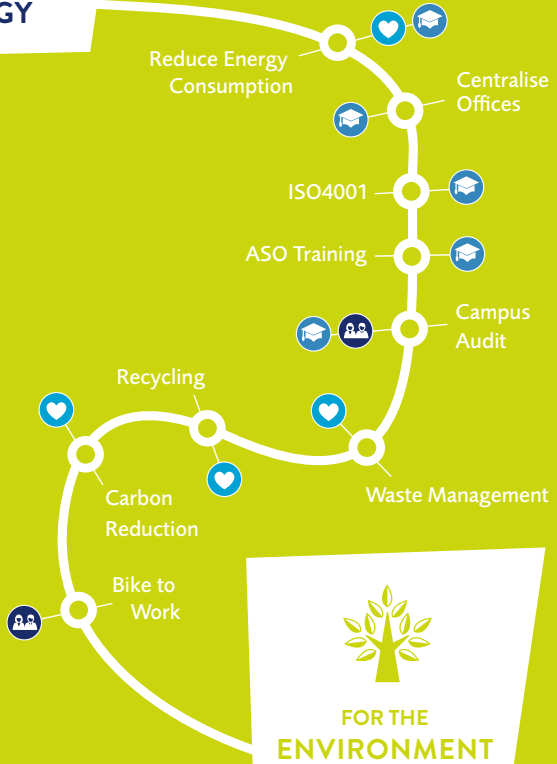 GY
Reduce Energy
Consumption
Centralise
Offices
ISO4001
ASO Training
Campus
Audit
Recycling
Waste Management
Carbon
Reduction
Bike to
Work
FOR THE
ENVIRONMENT